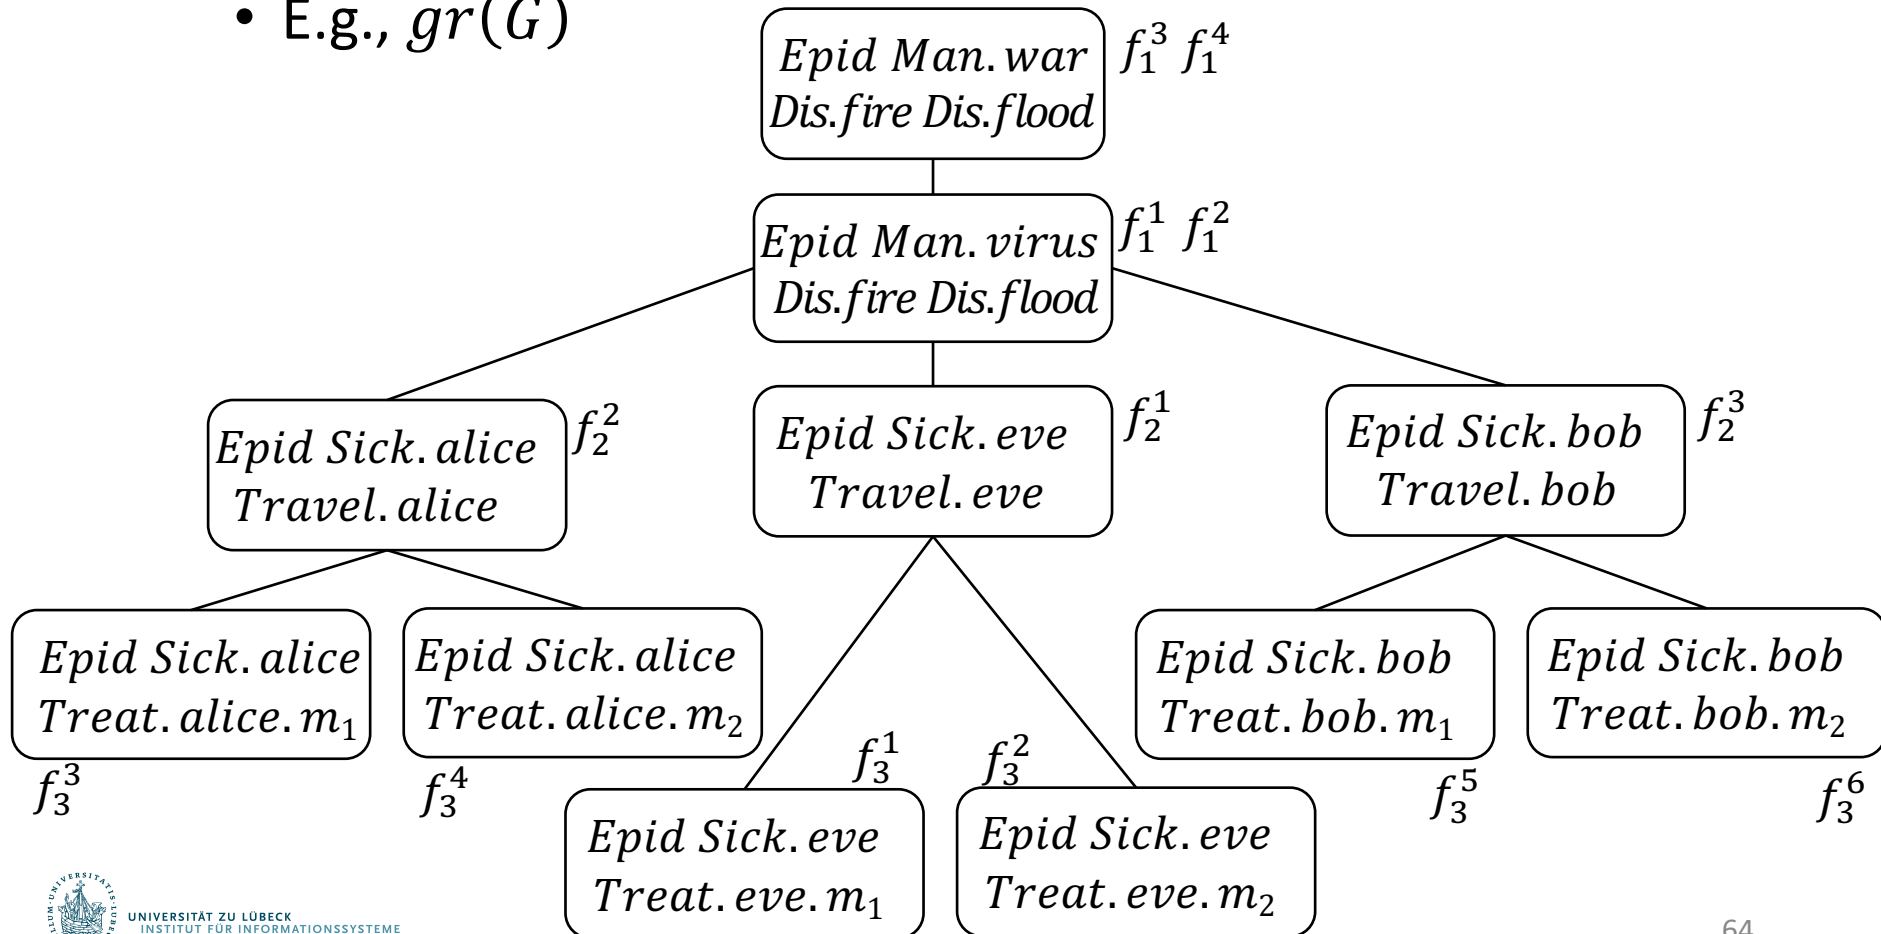 • E.g., gr(G)
Epid Man. war
Dis.fire Dis.flood
f₁³ f₁⁴
Epid Man. virus
Dis.fire Dis.flood
f₁¹ f₁²
Epid Sick. alice
Travel. alice
f₂²
Epid Sick. eve
Travel. eve
f₂¹
Epid Sick. bob
Travel. bob
f₂³
Epid Sick. alice
Treat. alice. m₁
f₃³
Epid Sick. alice
Treat. alice. m₂
f₃⁴
f₃¹
Epid Sick. eve
Treat. eve. m₁
f₃²
Epid Sick. eve
Treat. eve. m₂
Epid Sick. bob
Treat. bob. m₁
f₃⁵
Epid Sick. bob
Treat. bob. m₂
f₃⁶
UNIVERSITÄT ZU LÜBECK
INSTITUT FÜR INFORMATIONSSYSTEME
64